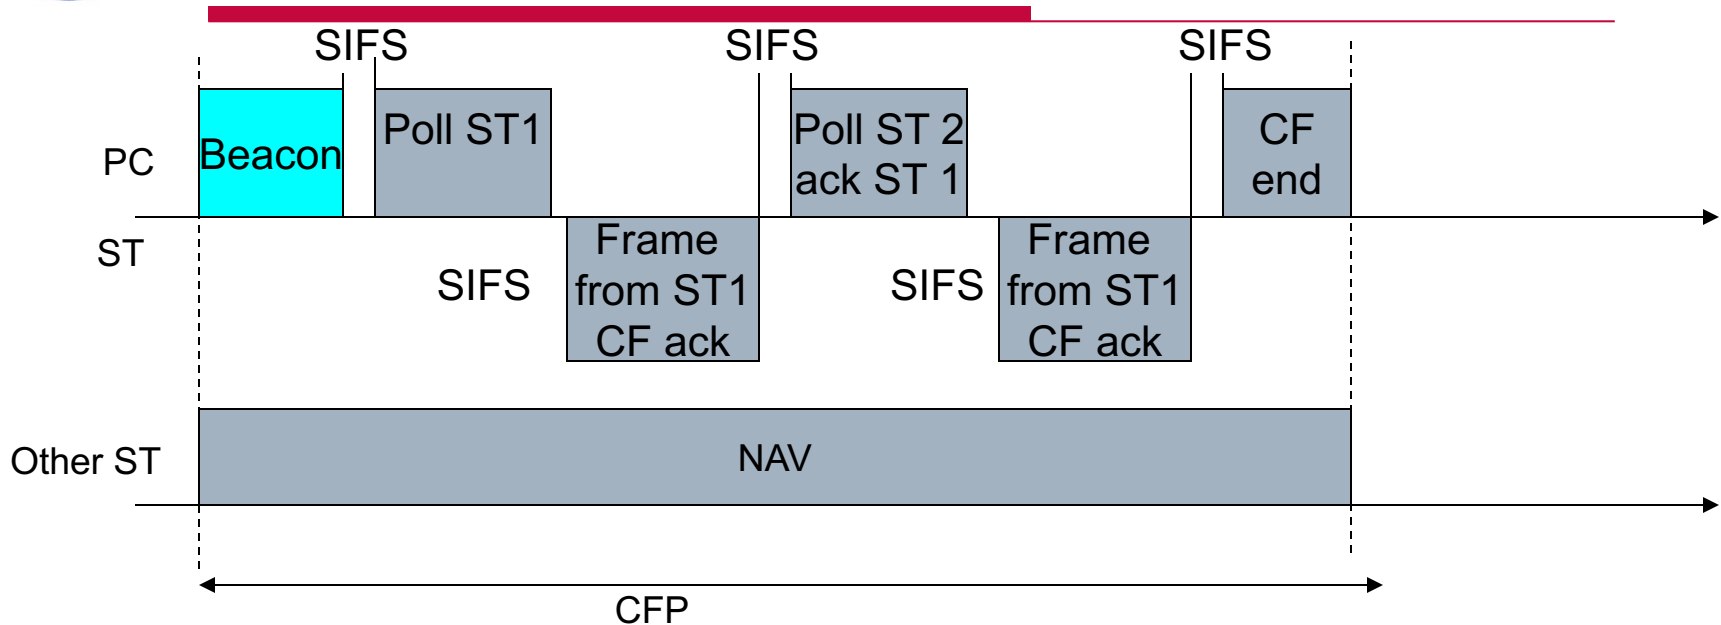 SIFS
SIFS
SIFS
PC
Beacon
Poll ST1
Poll ST 2
ack ST 1
CF
end
ST
SIFS
Frame
from ST1
CF ack
SIFS
Frame
from ST1
CF ack
Other ST
NAV
CFP